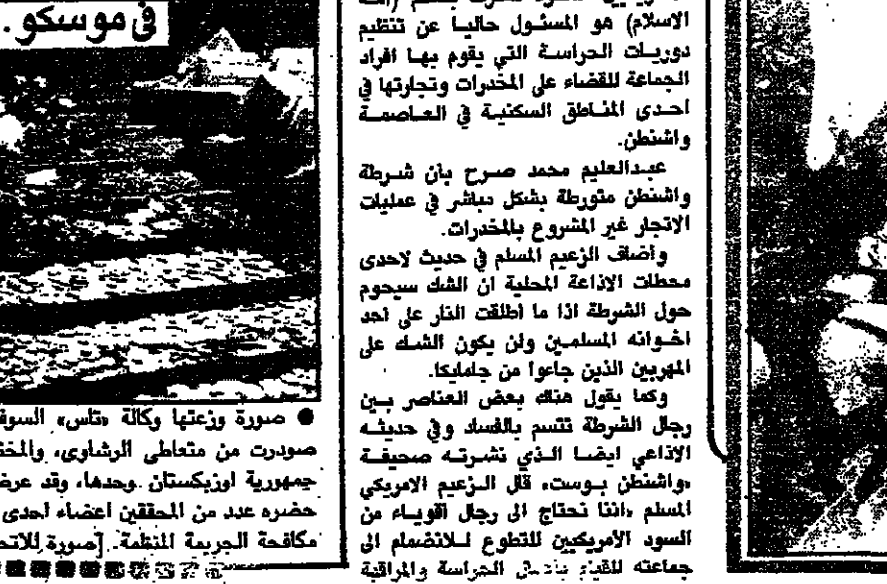 الاسلام) هو المسئول حاليا عن تنظيم
دوريات الحراسة التي يقوم بها افراد
الجماعة للقضاء على المخدرات وتجارتها في
احدى المناطق السكنية في العاصمة
واشنطن.
عبدالعليم محمد صرح بان شرطة
واشنطن متورطة بشكل مباشر في عمليات
الاتجار غير المشروع بالمخدرات.
واضاف الزعيم المسلم في حديث لاحدى
محطات الاذاعة المحلية ان الشك سيحوم
حول الشرطة اذا ما اطلقت النار على احد
اخوانه المسلمين ولن يكون الشك على
المهربين الذين جاءوا من جامايكا.
وكما يقول هناك بعض العناصر بين
رجال الشرطة تتسم بالفساد وفي حديثه
الاذاعي ايضا الذي نشرته صحيفة
«واشنطن بوست» قال الزعيم الامريكي
المسلم «اننا نحتاج الى رجال اقوياء من
السود الامريكيين للتطوع للانضمام الى
جماعته للقيام باعمال الحراسة والمراقبة
في موسكو..
● صورة وزعتها وكالة «تاس» السوف
صودرت من متعاطي الرشاوى، والمخ
جمهورية اوزبكستان وحدها، وقد عرض
حضره عدد من المحققين اعضاء احدى
مكافحة الجريمة المنظمة. [صورة للاتح